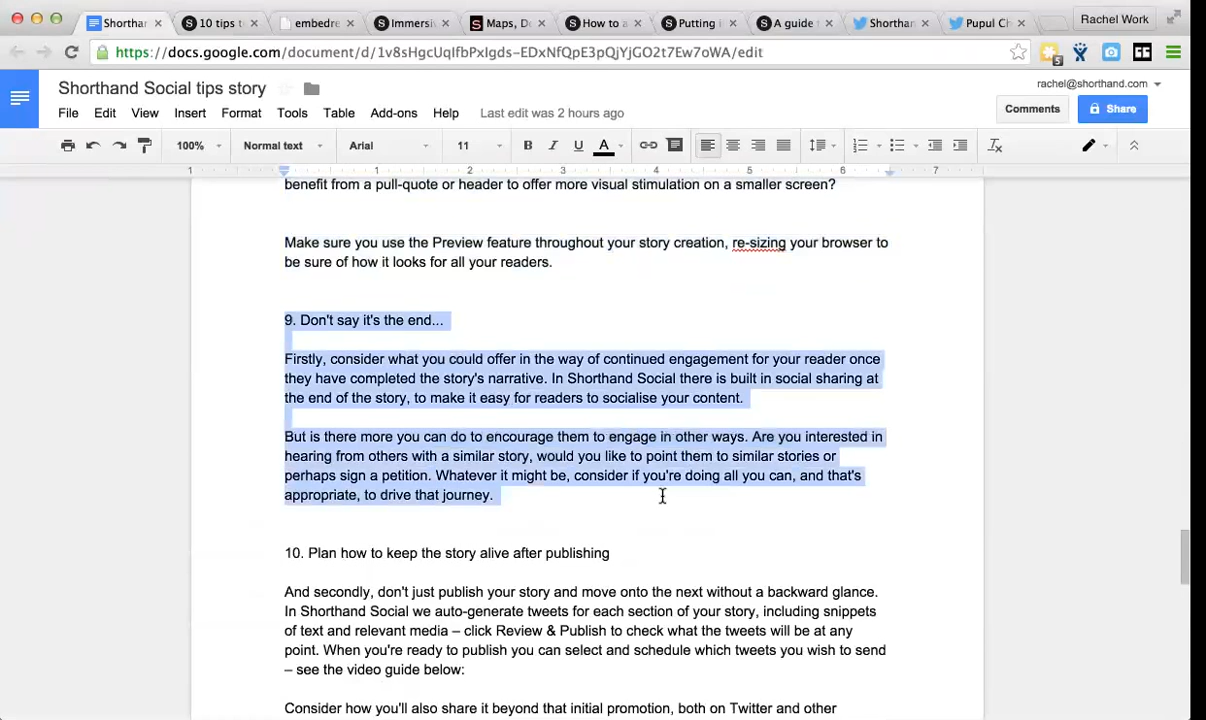 Shorthand
10 tips t
embedre
Immersiv
Maps, D
How to a
Putting i
A guide
Shorthan
Pupul Ch
Rachel Work
https://docs.google.com/document/d/1v8sHgcUqIfbPxIgds-EDxNfQpE3pQjYjGO2t7Ew7oWA/edit
5
Shorthand Social tips story
rachel@shorthand.com
File Edit View Insert Format Tools Table Add-ons Help Last edit was 2 hours ago
Comments Share
100% Normal text Arial 11 B I U A
1 1 2 3 4 5 6 7
benefit from a pull-quote or header to offer more visual stimulation on a smaller screen?
Make sure you use the Preview feature throughout your story creation, re-sizing your browser to
be sure of how it looks for all your readers.
9. Don't say it's the end...
Firstly, consider what you could offer in the way of continued engagement for your reader once
they have completed the story's narrative. In Shorthand Social there is built in social sharing at
the end of the story, to make it easy for readers to socialise your content.
But is there more you can do to encourage them to engage in other ways. Are you interested in
hearing from others with a similar story, would you like to point them to similar stories or
perhaps sign a petition. Whatever it might be, consider if you're doing all you can, and that's
appropriate, to drive that journey.
10. Plan how to keep the story alive after publishing
And secondly, don't just publish your story and move onto the next without a backward glance.
In Shorthand Social we auto-generate tweets for each section of your story, including snippets
of text and relevant media – click Review & Publish to check what the tweets will be at any
point. When you're ready to publish you can select and schedule which tweets you wish to send
– see the video guide below:
Consider how you'll also share it beyond that initial promotion, both on Twitter and other